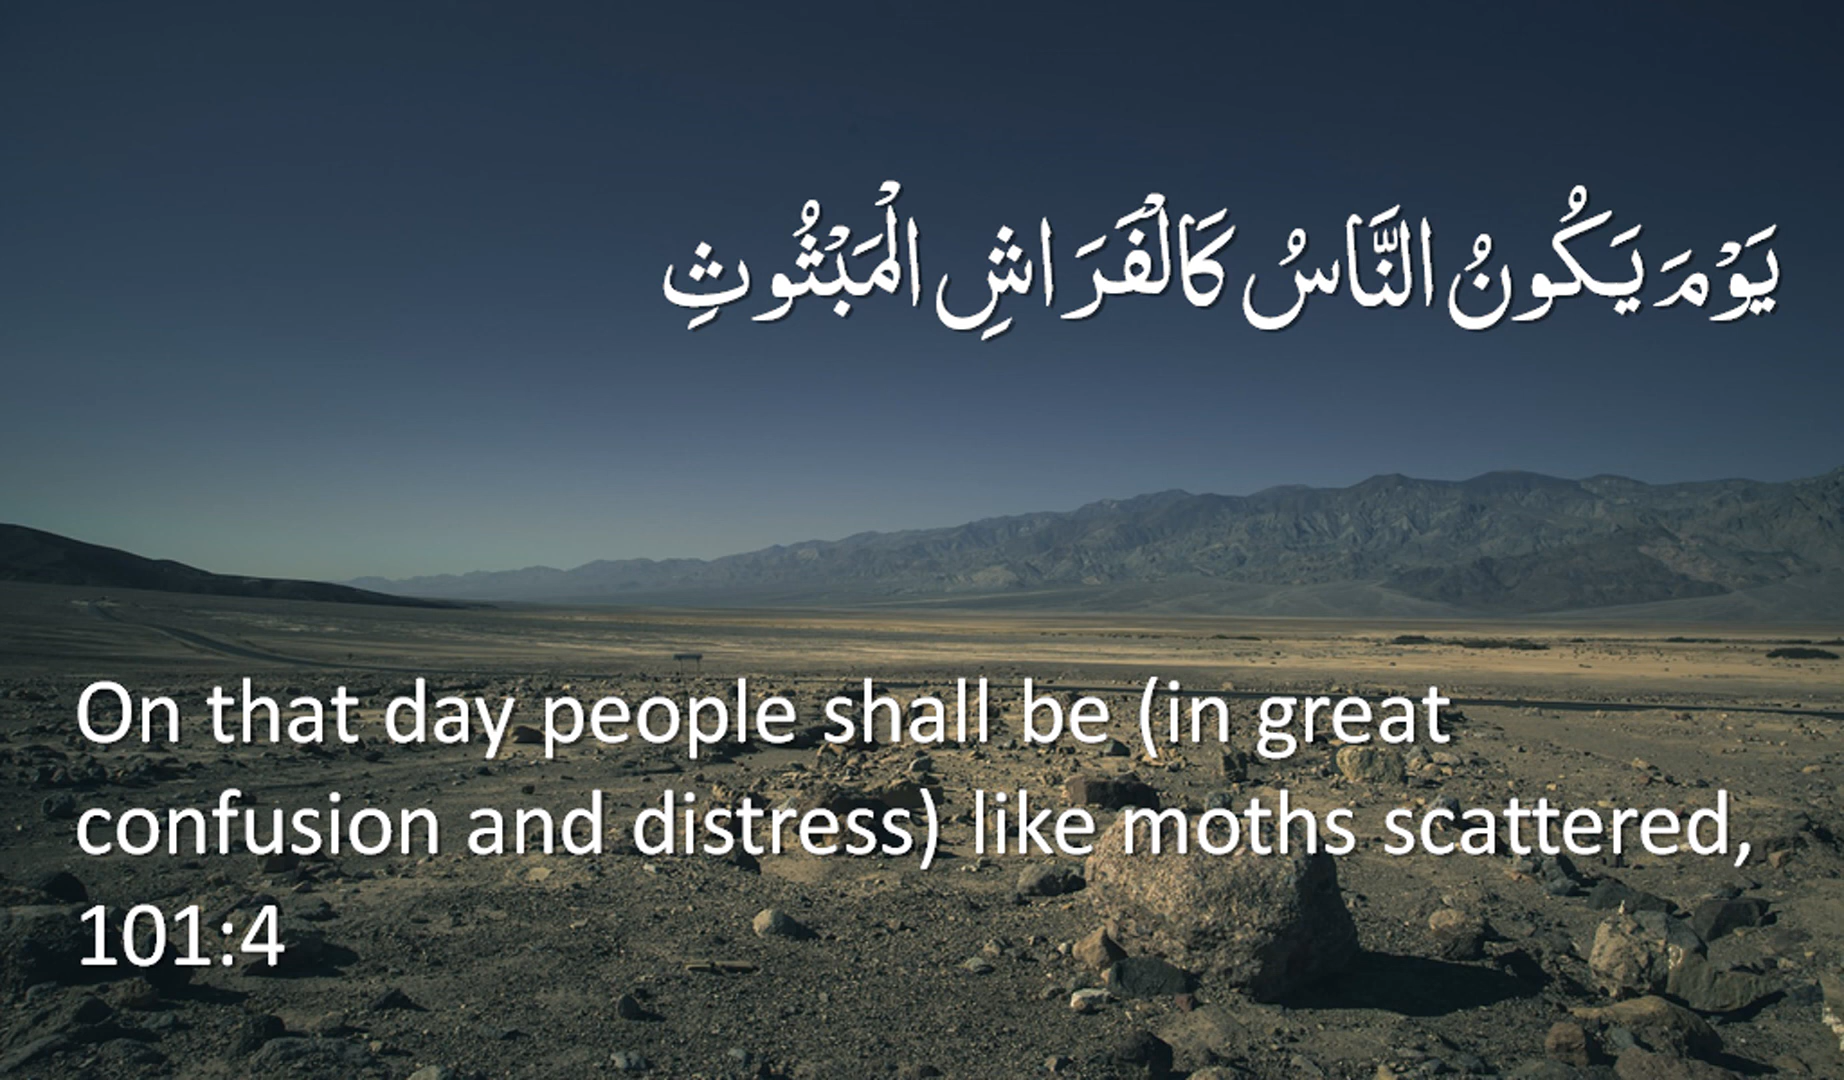 يَوْمَ يَكُونُ النَّاسُ كَالْفَرَاشِ الْمَبْثُوثِ
On that day people shall be (in great
confusion and distress) like moths scattered,
101:4